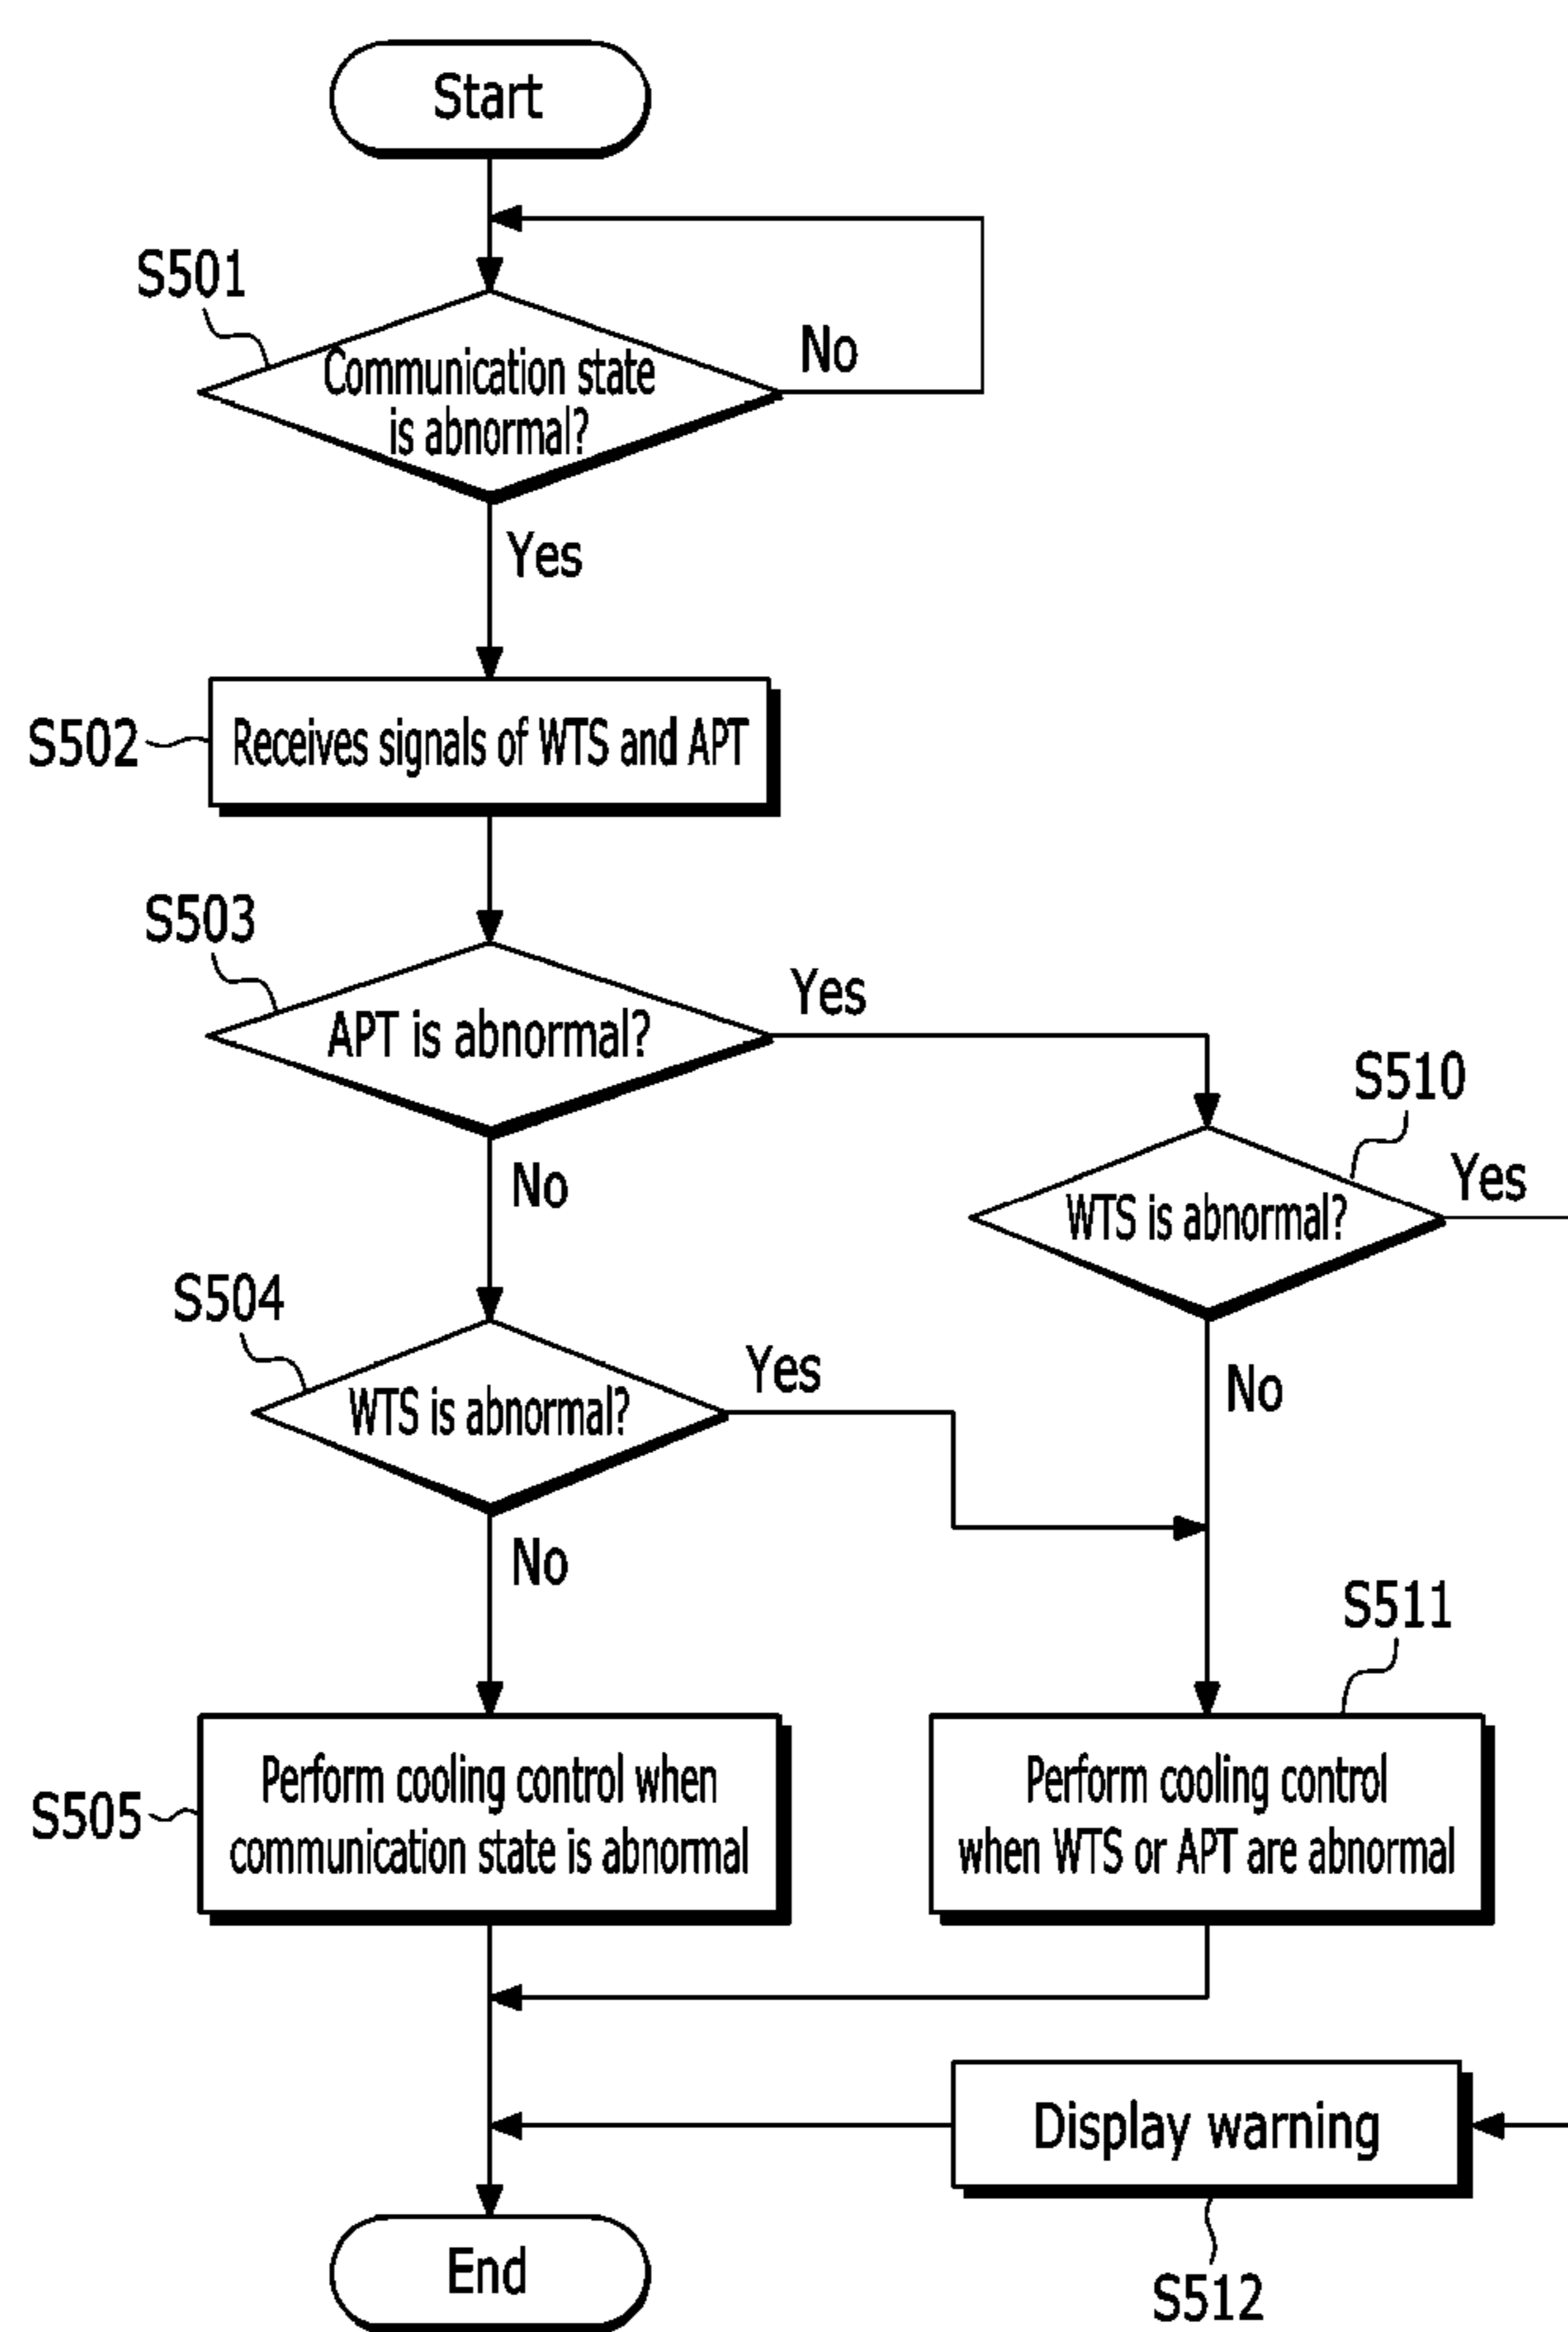 Start
S501
Communication state
is abnormal?
No
Yes
S502
Receives signals of WTS and APT
S503
APT is abnormal?
Yes
No
S510
WTS is abnormal?
Yes
No
S504
WTS is abnormal?
Yes
No
S505
Perform cooling control when
communication state is abnormal
S511
Perform cooling control
when WTS or APT are abnormal
Display warning
S512
End